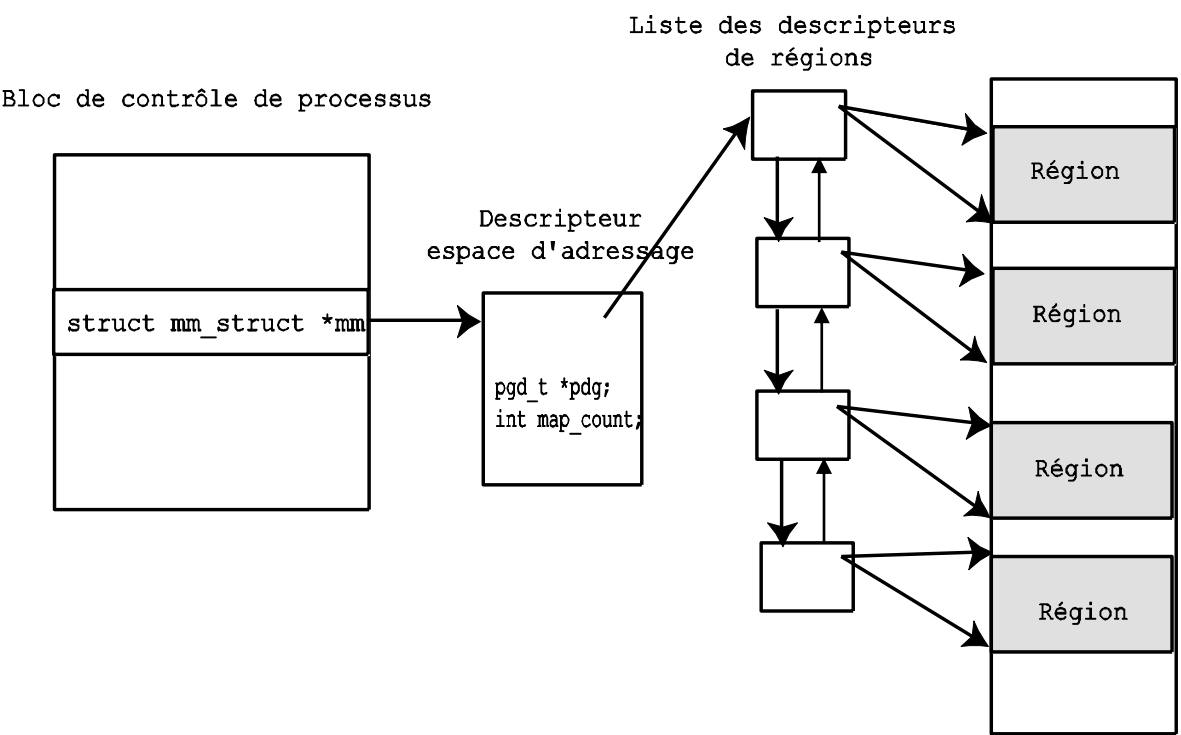 Liste des descripteurs
de régions
Bloc de contrôle de processus
Descripteur
espace d'adressage
struct mm_struct *mm
pgd_t *pdg;
int map_count;
Région
Région
Région
Région